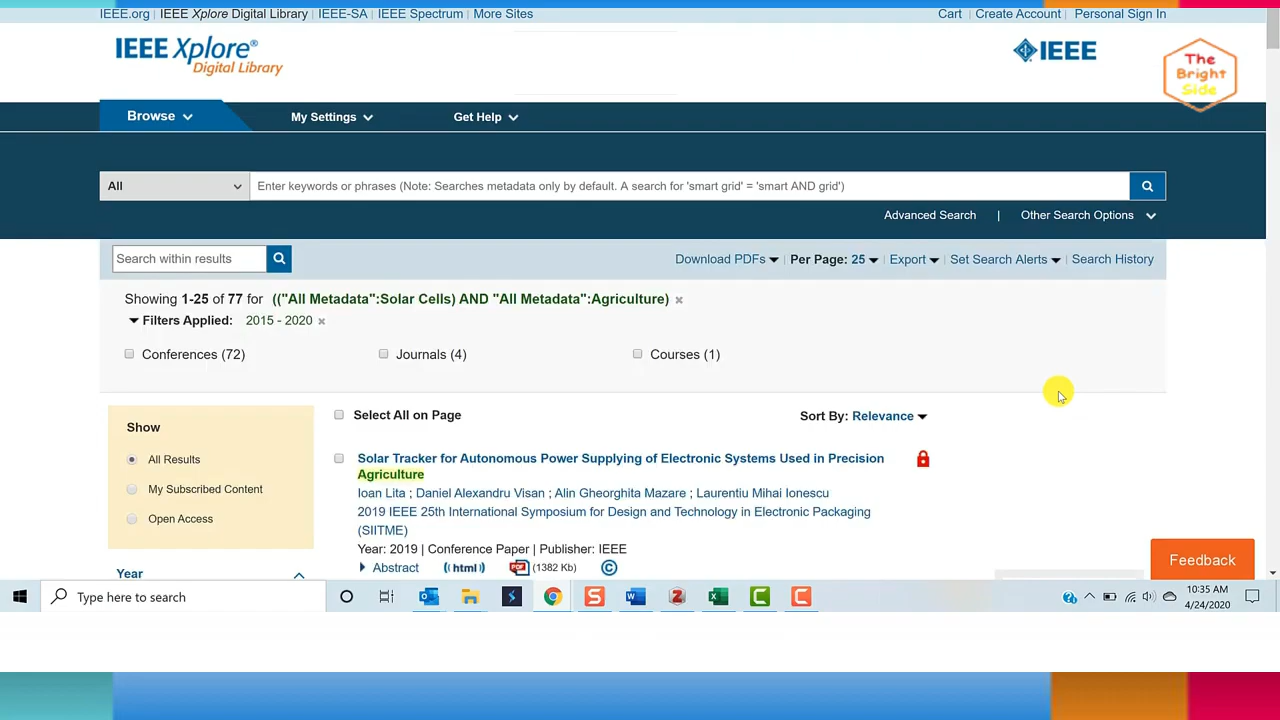 IEEE.org | IEEE Xplore Digital Library | IEEE-SA | IEEE Spectrum | More Sites
Cart | Create Account | Personal Sign In
IEEE Xplore®
Digital Library
IEEE
The
Bright
Side
Browse
My Settings
Get Help
All
Enter keywords or phrases (Note: Searches metadata only by default. A search for 'smart grid' = 'smart AND grid')
Advanced Search | Other Search Options
Search within results
Download PDFs | Per Page: 25 | Export | Set Search Alerts | Search History
Showing 1-25 of 77 for (("All Metadata":Solar Cells) AND "All Metadata":Agriculture) ×
Filters Applied: 2015 - 2020 ×
Conferences (72)
Journals (4)
Courses (1)
Show
All Results
My Subscribed Content
Open Access
Year
Select All on Page
Sort By: Relevance
Solar Tracker for Autonomous Power Supplying of Electronic Systems Used in Precision
Agriculture
Ioan Lita ; Daniel Alexandru Visan ; Alin Gheorghita Mazare ; Laurentiu Mihai Ionescu
2019 IEEE 25th International Symposium for Design and Technology in Electronic Packaging
(SIITME)
Year: 2019 | Conference Paper | Publisher: IEEE
Abstract ((html)) PDF (1382 Kb) ©
Feedback
Type here to search
10:35 AM
4/24/2020